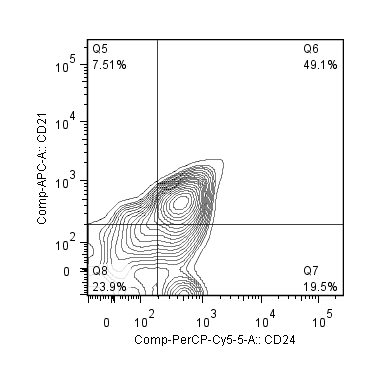 Q5
7.51%
Q6
49.1%
10^5
10^4
10^3
10^2
0
Comp-APC-A:: CD21
Q8
23.9%
Q7
19.5%
0 10^2 10^3 10^4 10^5
Comp-PerCP-Cy5-5-A:: CD24